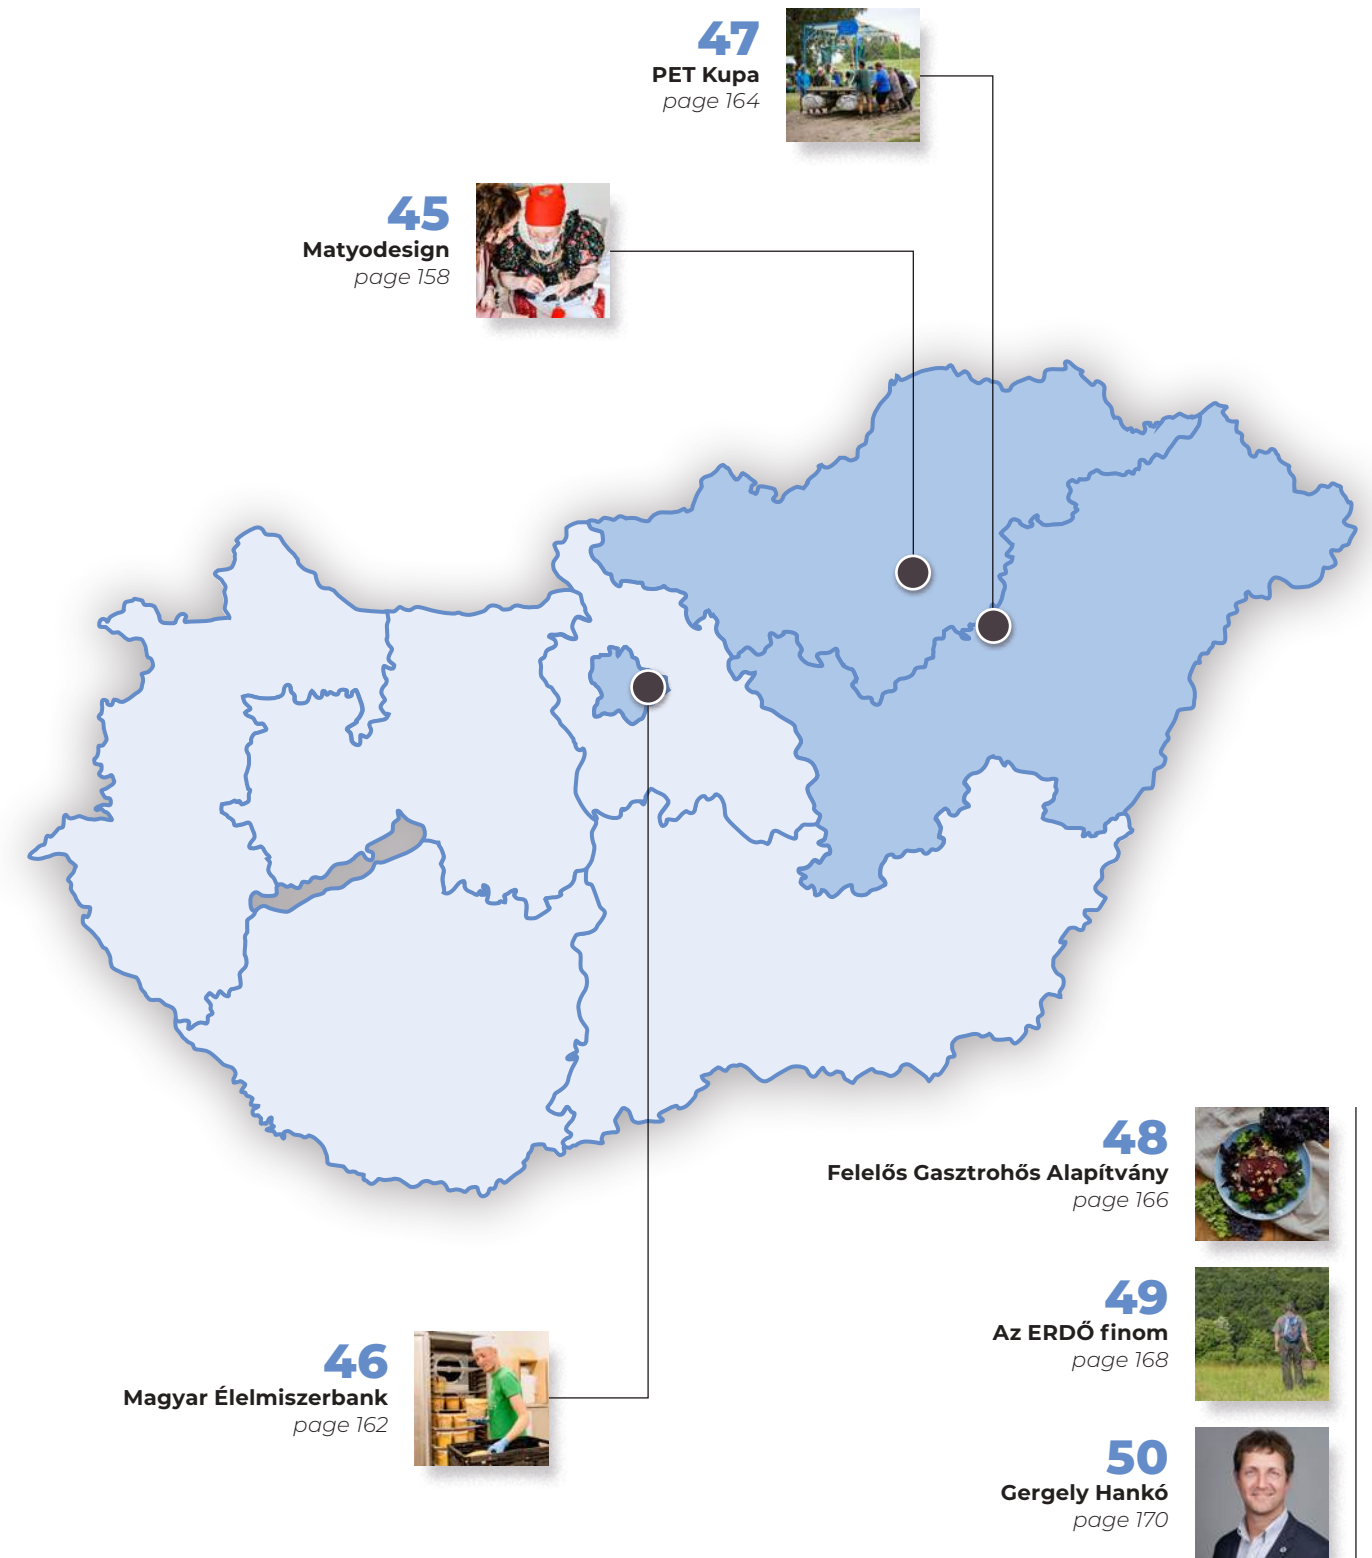 47
PET Kupa
page 164
45
Matyodesign
page 158
48
Felelős Gasztrohős Alapítvány
page 166
49
Az ERDŐ finom
page 168
46
Magyar Élelmiszerbank
page 162
50
Gergely Hankó
page 170